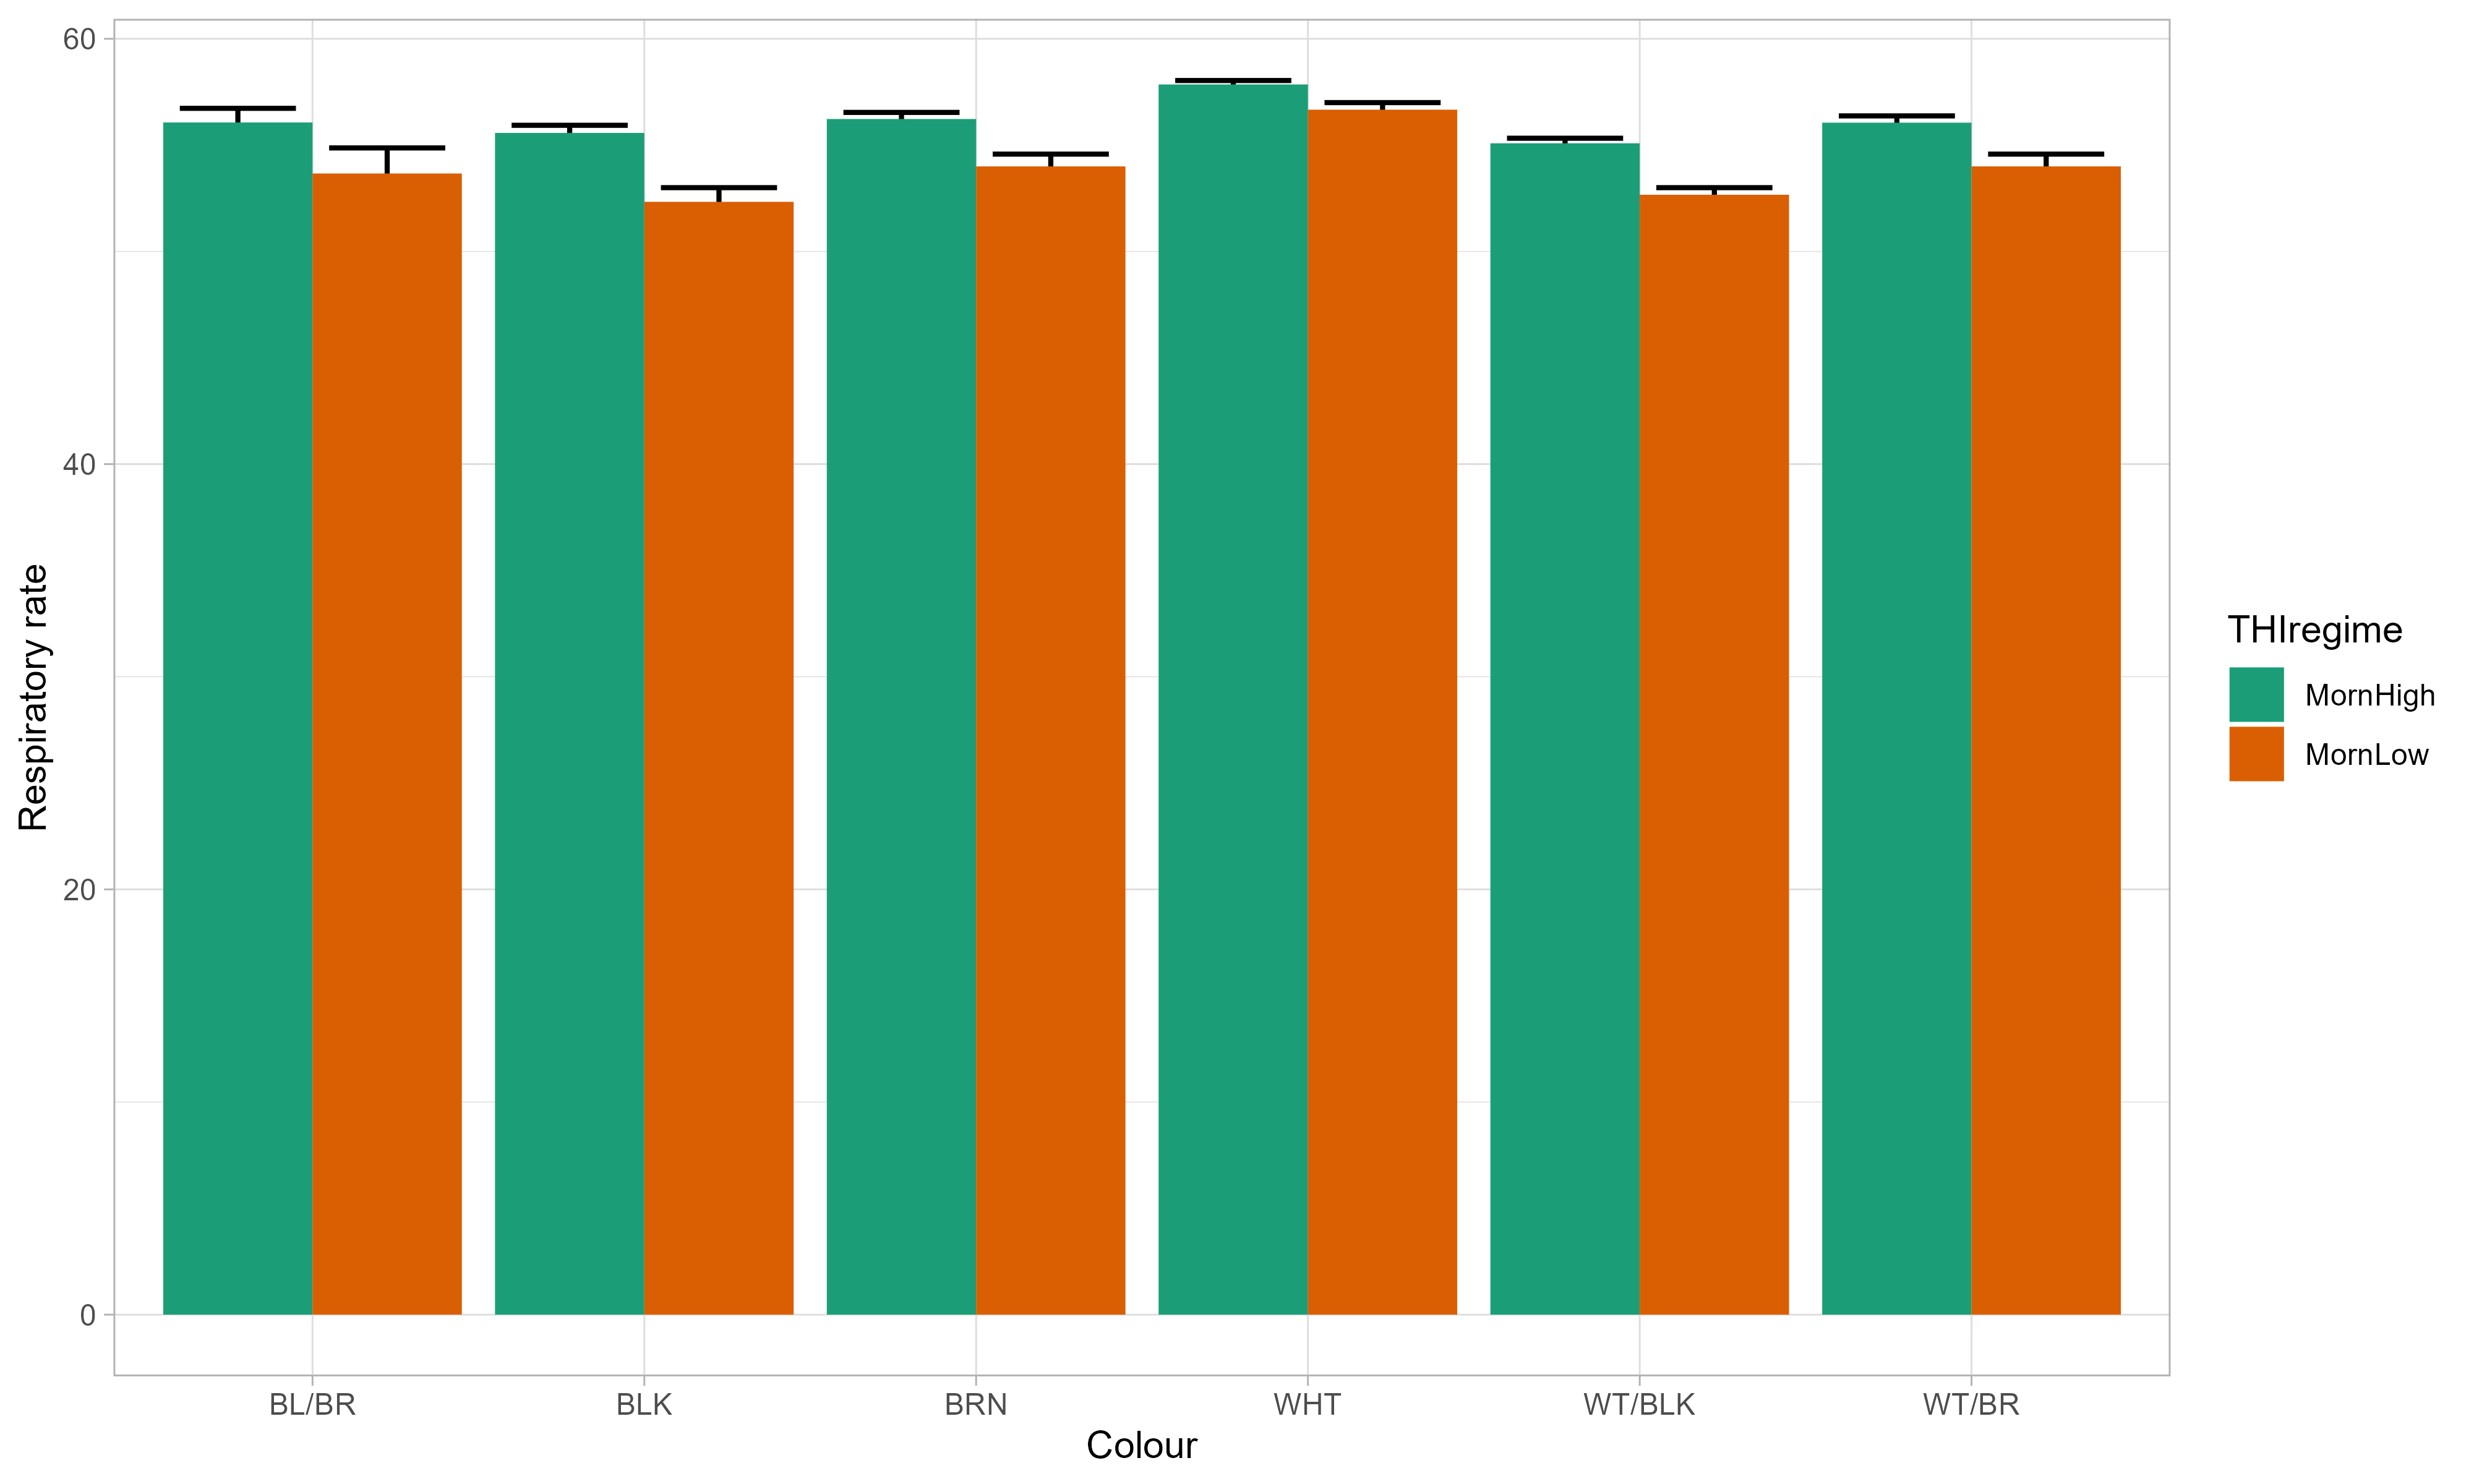 60
40
20
0
Respiratory rate
BL/BR
BLK
BRN
WHT
WT/BLK
WT/BR
Colour
THIregime
MornHigh
MornLow